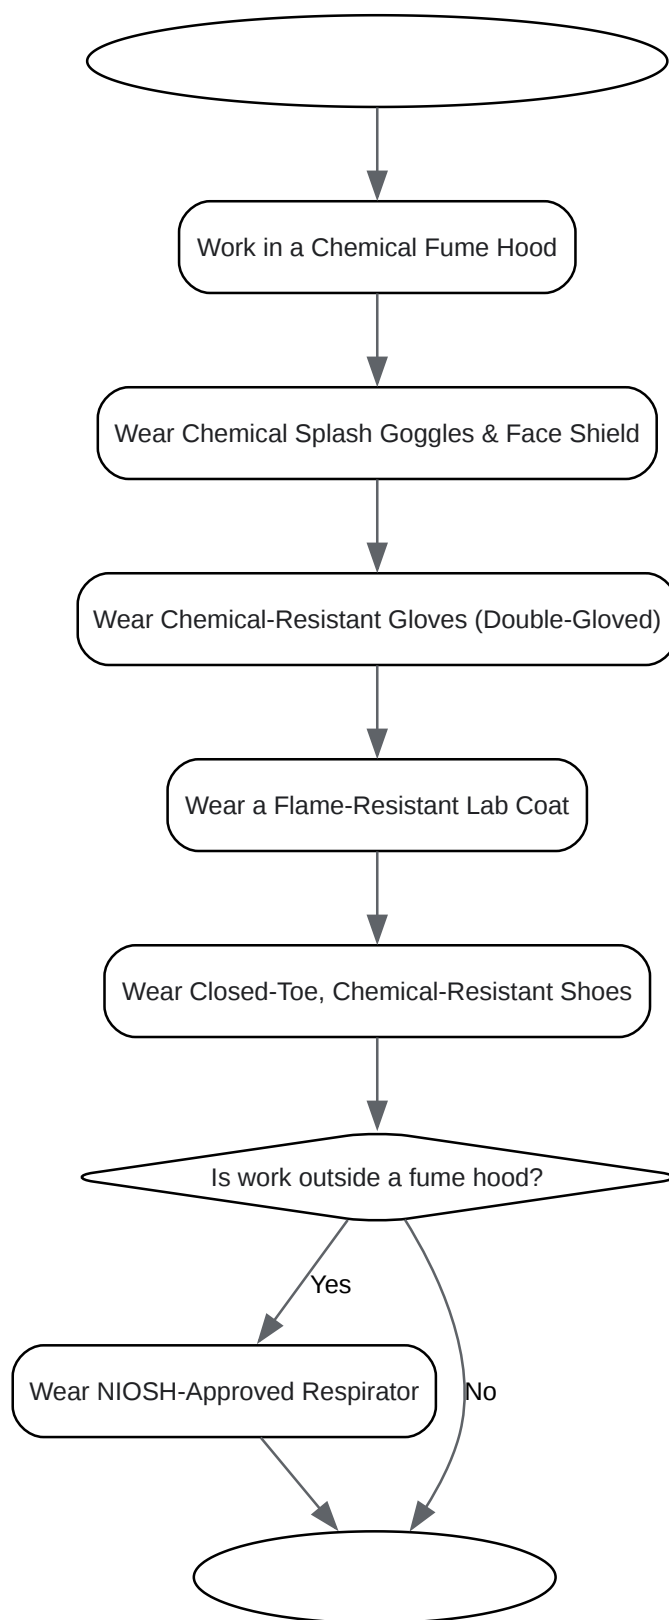 Work in a Chemical Fume Hood
Wear Chemical Splash Goggles & Face Shield
Wear Chemical-Resistant Gloves (Double-Gloved)
Wear a Flame-Resistant Lab Coat
Wear Closed-Toe, Chemical-Resistant Shoes
Is work outside a fume hood?
Yes
Wear NIOSH-Approved Respirator
No